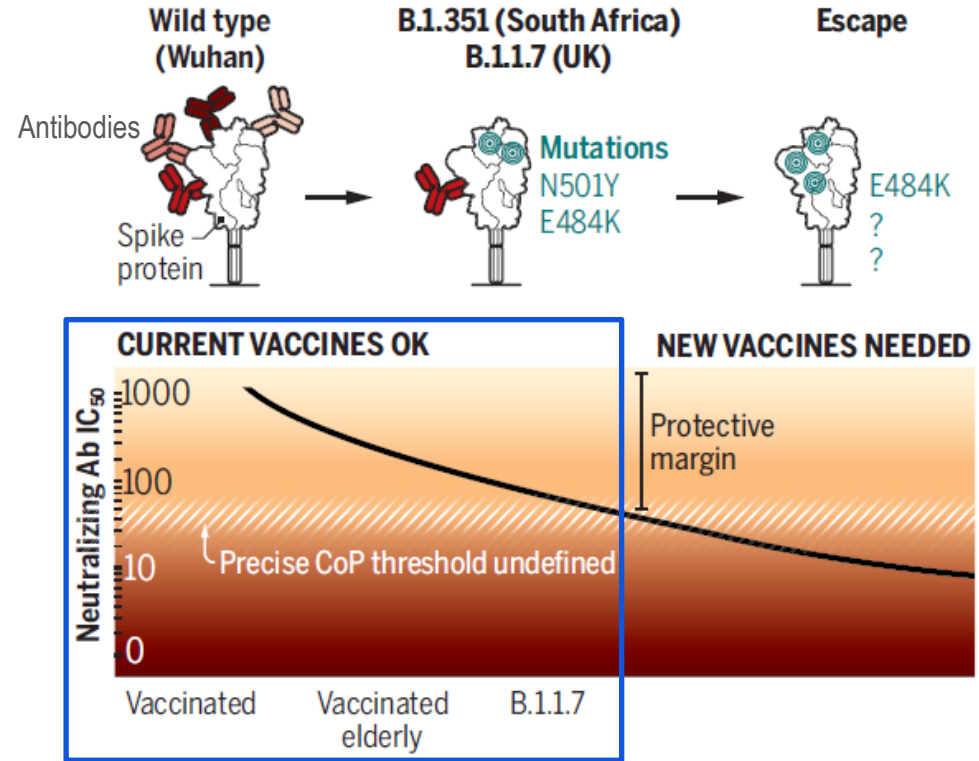 Wild type
(Wuhan)
B.1.351 (South Africa)
B.1.1.7 (UK)
Escape
Antibodies
Spike
protein
Mutations
N501Y
E484K
E484K
?
?
CURRENT VACCINES OK
NEW VACCINES NEEDED
Neutralizing Ab IC50
1000
100
10
0
Protective
margin
Precise CoP threshold undefined
Vaccinated
Vaccinated
elderly
B.1.1.7